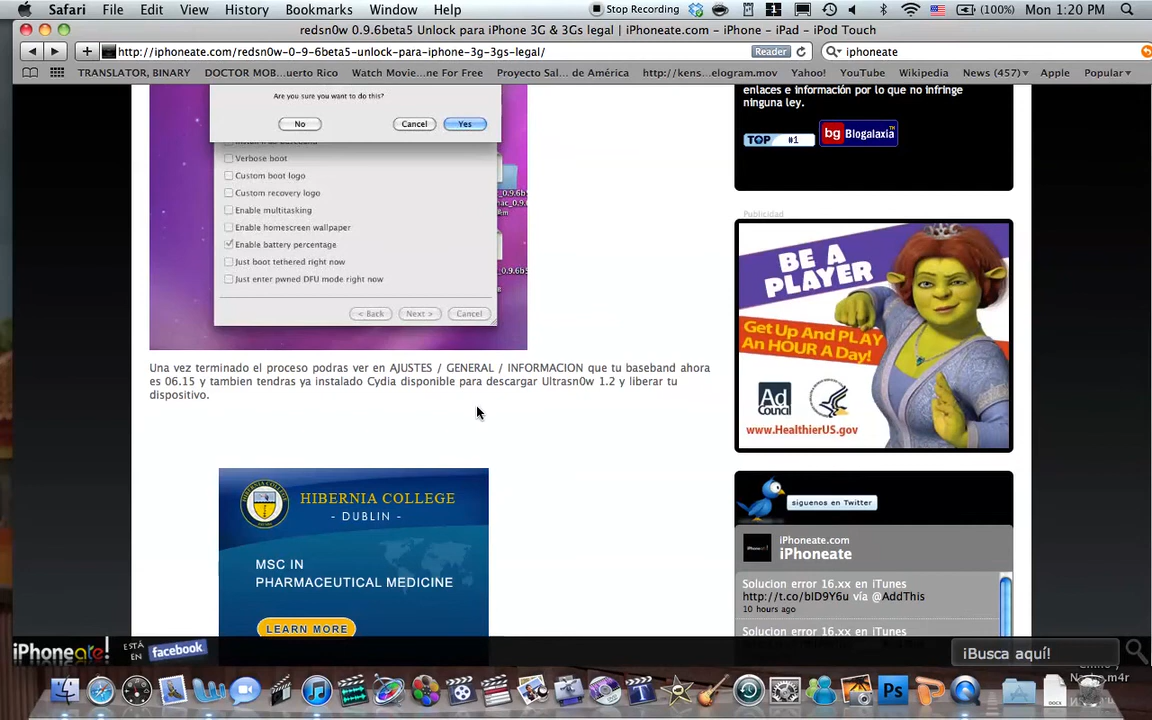 Safari File Edit View History Bookmarks Window Help Stop Recording 1 (100%) Mon 1:20 PM
redsn0w 0.9.6beta5 Unlock para iPhone 3G & 3Gs legal | iPhoneate.com – iPhone – iPad – iPod Touch
http://iphoneate.com/redsn0w-0-9-6beta5-unlock-para-iphone-3g-3gs-legal/ Reader iphoneate
TRANSLATOR, BINARY DOCTOR MOB...uerto Rico Watch Movie...ne For Free Proyecto Sal... de América http://kens...elogram.mov Yahoo! YouTube Wikipedia News (457) Apple Popular
Are you sure you want to do this?
No Cancel Yes
Verbose boot
Custom boot logo
Custom recovery logo
Enable multitasking
Enable homescreen wallpaper
Enable battery percentage
Just boot tethered right now
Just enter pwned DFU mode right now
< Back Next > Cancel
Una vez terminado el proceso podras ver en AJUSTES / GENERAL / INFORMACION que tu baseband ahora
es 06.15 y tambien tendras ya instalado Cydia disponible para descargar Ultrasn0w 1.2 y liberar tu
dispositivo.
HIBERNIA COLLEGE
- DUBLIN -
MSC IN
PHARMACEUTICAL MEDICINE
LEARN MORE
enlaces e información por lo que no infringe
ninguna ley.
TOP #1 bg Blogalaxia
Publicidad
BE A
PLAYER
Get Up And PLAY
An HOUR A Day!
Ad
Council
www.HealthierUS.gov
siguenos en Twitter
iPhoneate.com
iPhoneate
Solucion error 16.xx en iTunes
http://t.co/bID9Y6u vía @AddThis
10 hours ago
Solucion error 16.xx en iTunes
iPhoneate! ESTÁ
EN facebook
¡Busca aquí!